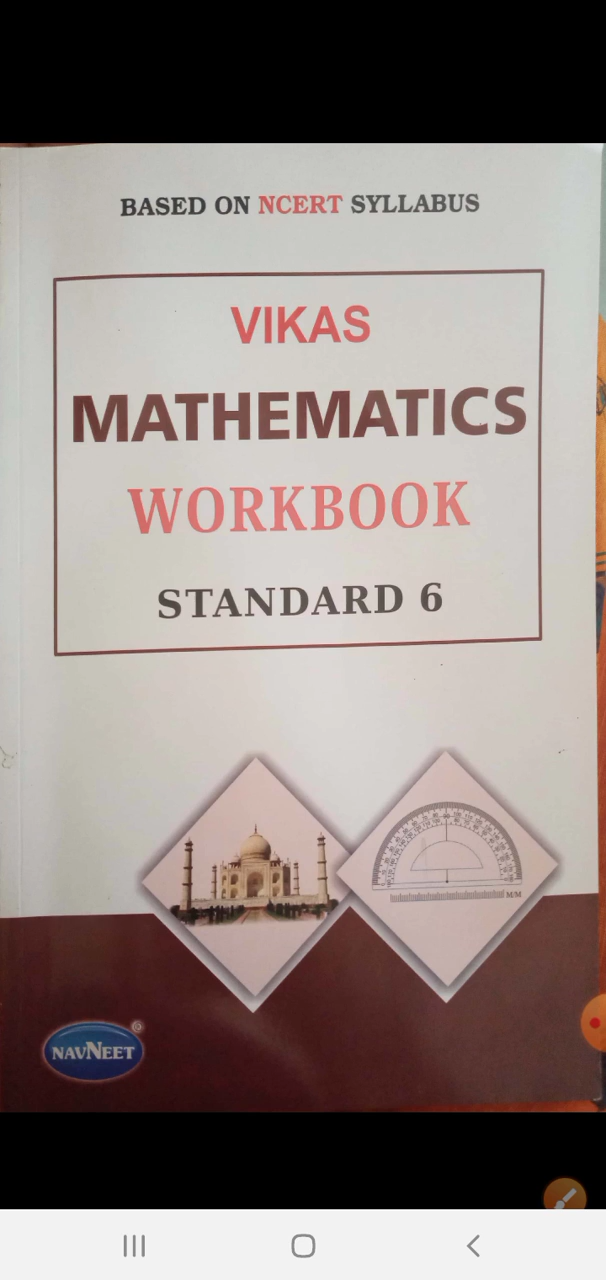 BASED ON NCERT SYLLABUS
VIKAS
MATHEMATICS
WORKBOOK
STANDARD 6
M/M
NAVNEET